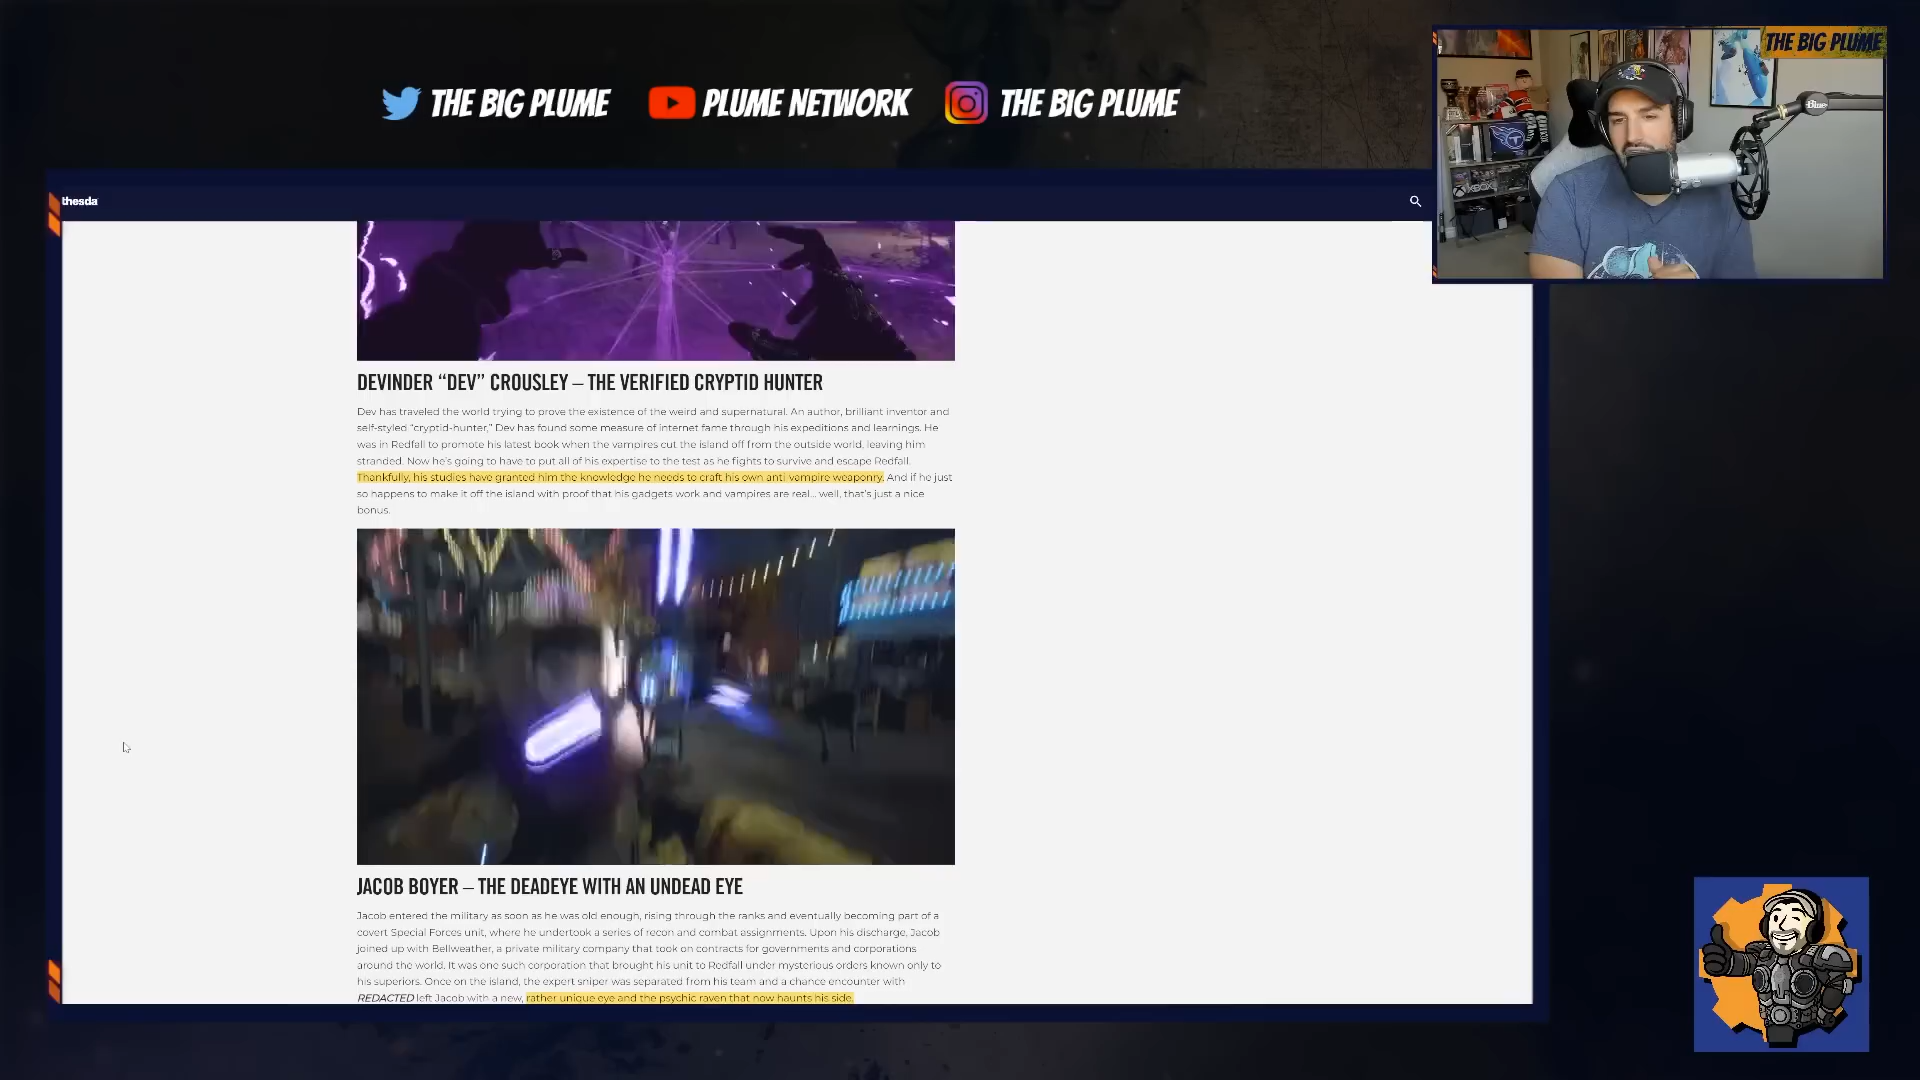 THE BIG PLUME
THE BIG PLUME PLUME NETWORK THE BIG PLUME
Blue
XBOX
thesda
DEVINDER “DEV” CROUSLEY – THE VERIFIED CRYPTID HUNTER
Dev has traveled the world trying to prove the existence of the weird and supernatural. An author, brilliant inventor and
self-styled “cryptid-hunter,” Dev has found some measure of internet fame through his expeditions and learnings. He
was in Redfall to promote his latest book when the vampires cut the island off from the outside world, leaving him
stranded. Now he’s going to have to put all of his expertise to the test as he fights to survive and escape Redfall.
Thankfully, his studies have granted him the knowledge he needs to craft his own anti vampire weaponry. And if he just
so happens to make it off the island with proof that his gadgets work and vampires are real… well, that’s just a nice
bonus.
JACOB BOYER – THE DEADEYE WITH AN UNDEAD EYE
Jacob entered the military as soon as he was old enough, rising through the ranks and eventually becoming part of a
covert Special Forces unit, where he undertook a series of recon and combat assignments. Upon his discharge, Jacob
joined up with Bellweather, a private military company that took on contracts for governments and corporations
around the world. It was one such corporation that brought his unit to Redfall under mysterious orders known only to
his superiors. Once on the island, the expert sniper was separated from his team and a chance encounter with
REDACTED left Jacob with a new, rather unique eye and the psychic raven that now haunts his side.